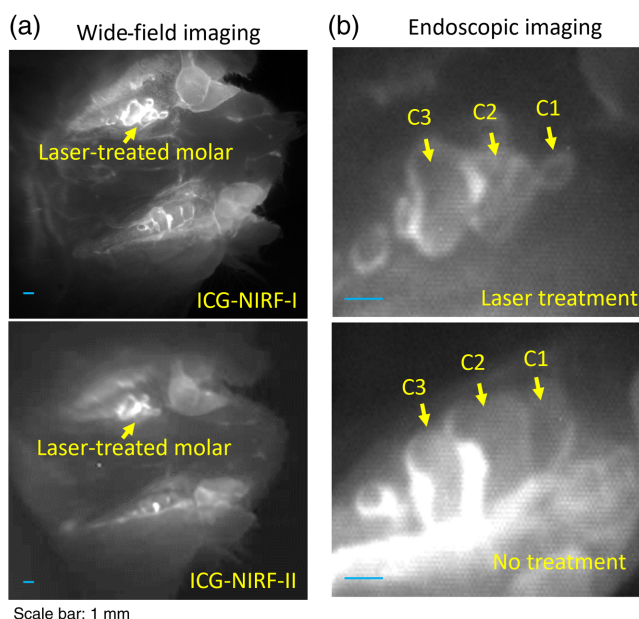 (a)
Wide-field imaging
Laser-treated molar
ICG-NIRF-I
Laser-treated molar
ICG-NIRF-II
Scale bar: 1 mm
(b)
Endoscopic imaging
C3
C2
C1
Laser treatment
C3
C2
C1
No treatment